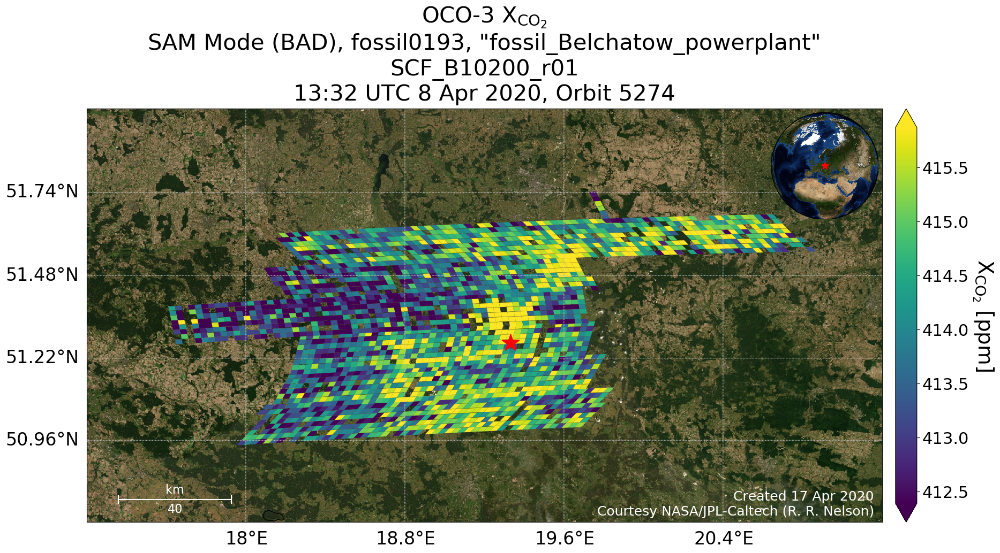 OCO-3 X_CO₂
SAM Mode (BAD), fossil0193, "fossil_Belchatow_powerplant"
SCF_B10200_r01
13:32 UTC 8 Apr 2020, Orbit 5274
51.74°N
51.48°N
51.22°N
50.96°N
18°E
18.8°E
19.6°E
20.4°E
km
40
Created 17 Apr 2020
Courtesy NASA/JPL-Caltech (R. R. Nelson)
415.5
415.0
414.5
414.0
413.5
413.0
412.5
X_CO₂ [ppm]